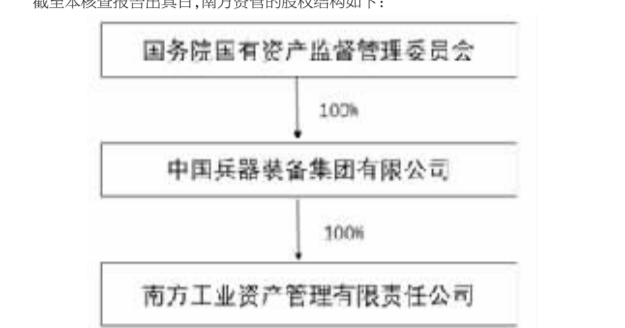 截至本核查报告出具日,南方资管的股权结构如下:
国务院国有资产监督管理委员会
100%
中国兵器装备集团有限公司
100%
南方工业资产管理有限责任公司